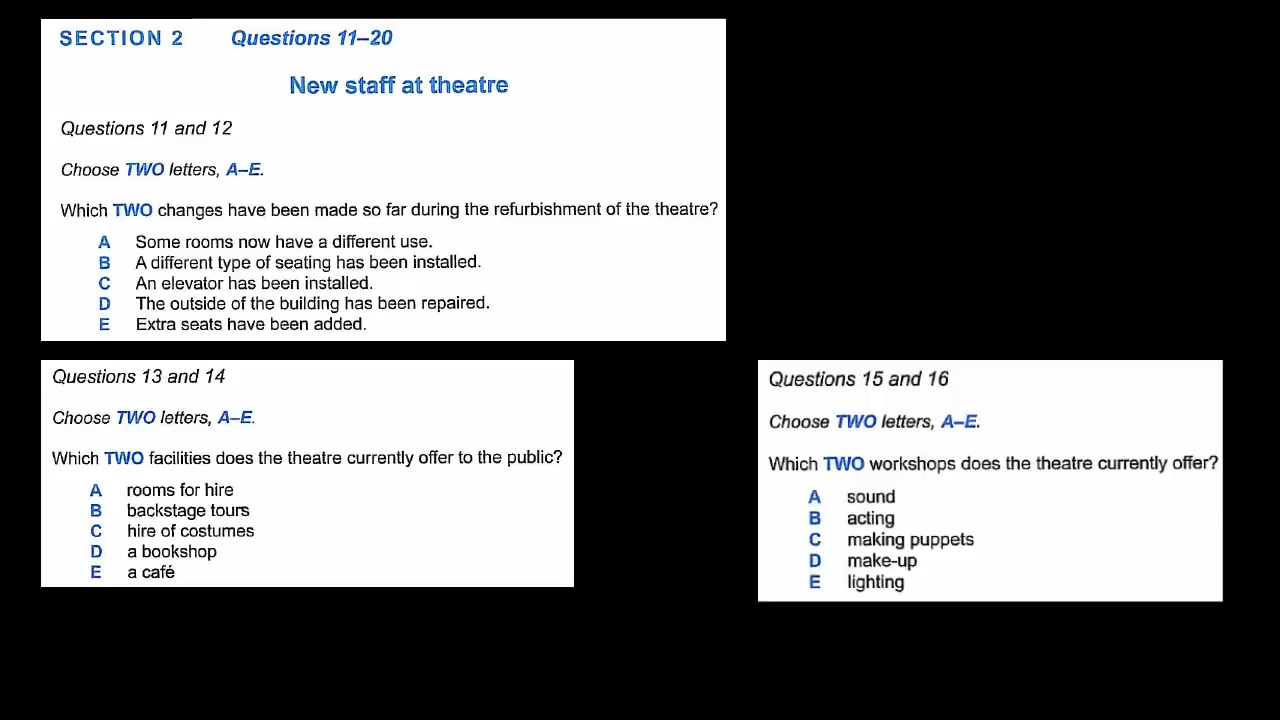 SECTION 2 Questions 11–20
New staff at theatre
Questions 11 and 12
Choose TWO letters, A–E.
Which TWO changes have been made so far during the refurbishment of the theatre?
A Some rooms now have a different use.
B A different type of seating has been installed.
C An elevator has been installed.
D The outside of the building has been repaired.
E Extra seats have been added.
Questions 13 and 14
Choose TWO letters, A–E.
Which TWO facilities does the theatre currently offer to the public?
A rooms for hire
B backstage tours
C hire of costumes
D a bookshop
E a café
Questions 15 and 16
Choose TWO letters, A–E.
Which TWO workshops does the theatre currently offer?
A sound
B acting
C making puppets
D make-up
E lighting